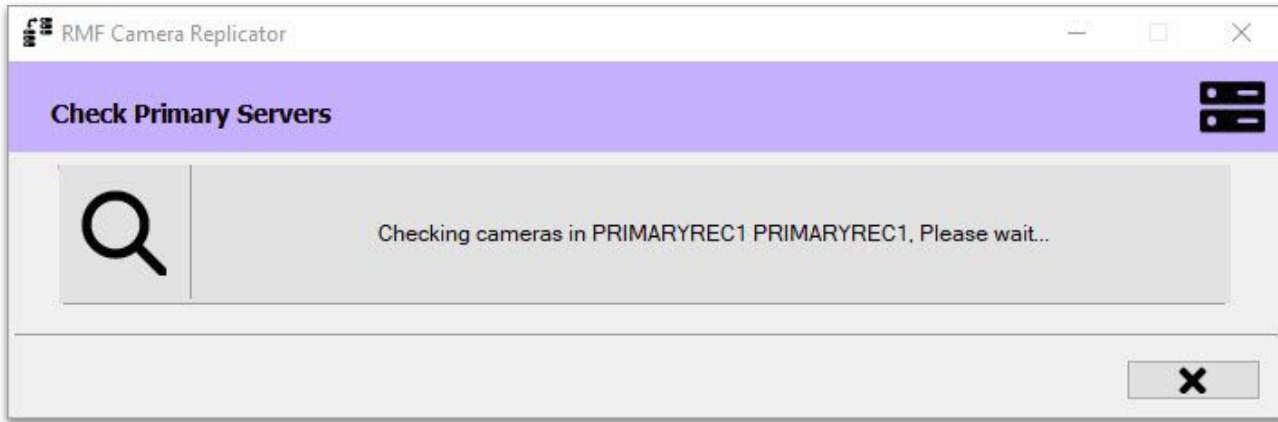 RMF Camera Replicator
Check Primary Servers
Checking cameras in PRIMARYREC1 PRIMARYREC1, Please wait...